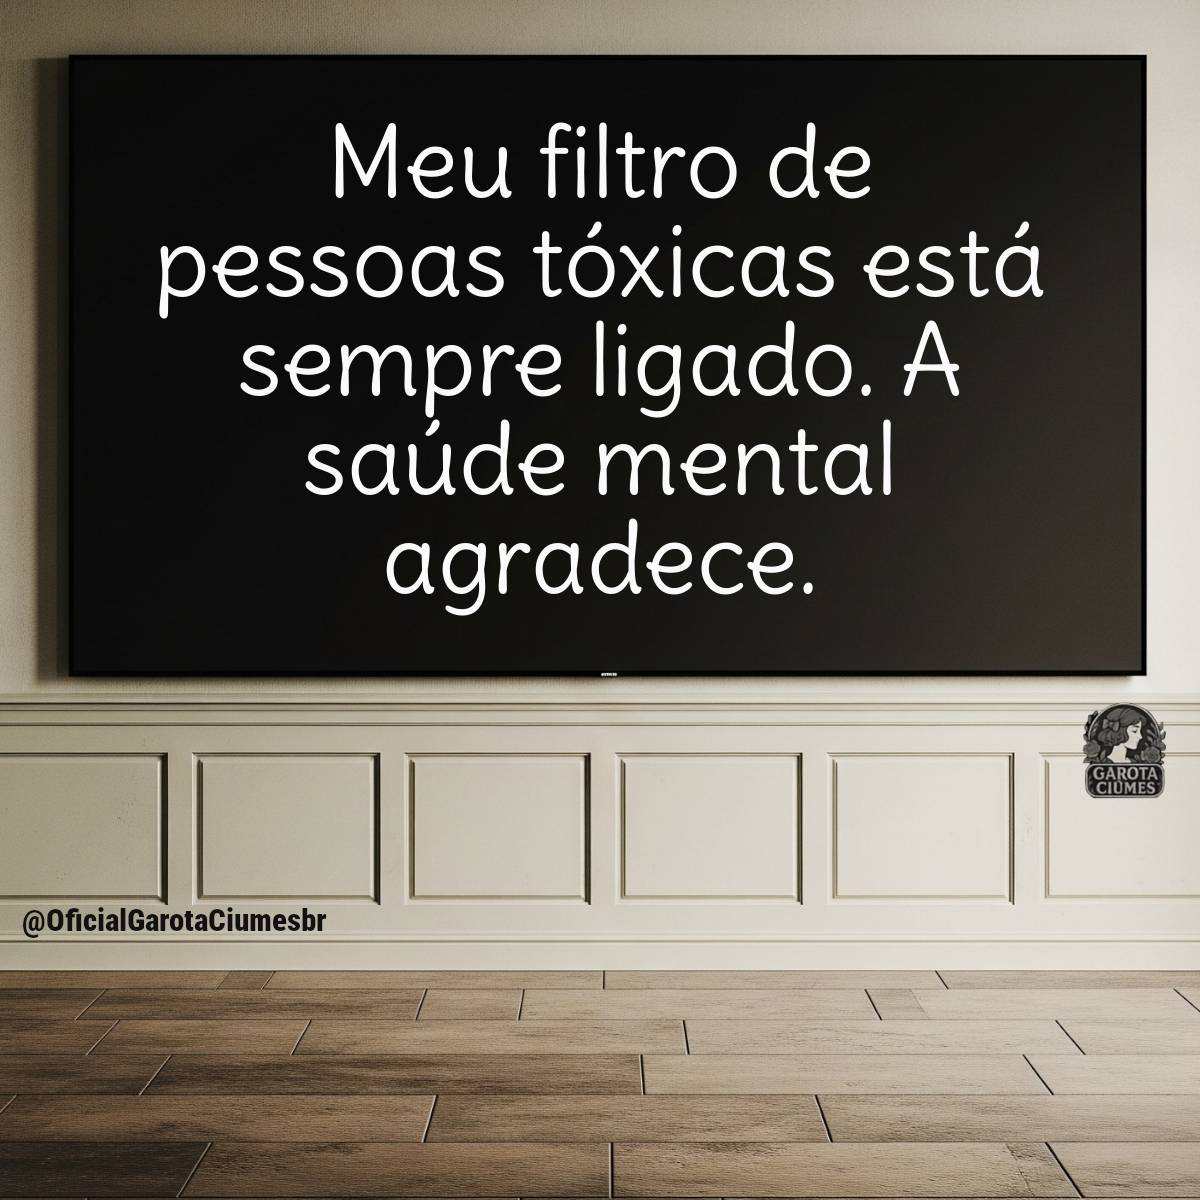 Meu filtro de
pessoas tóxicas está
sempre ligado. A
saúde mental
agradece.
GAROTA
CIÚMES
@OficialGarotaCiumesbr